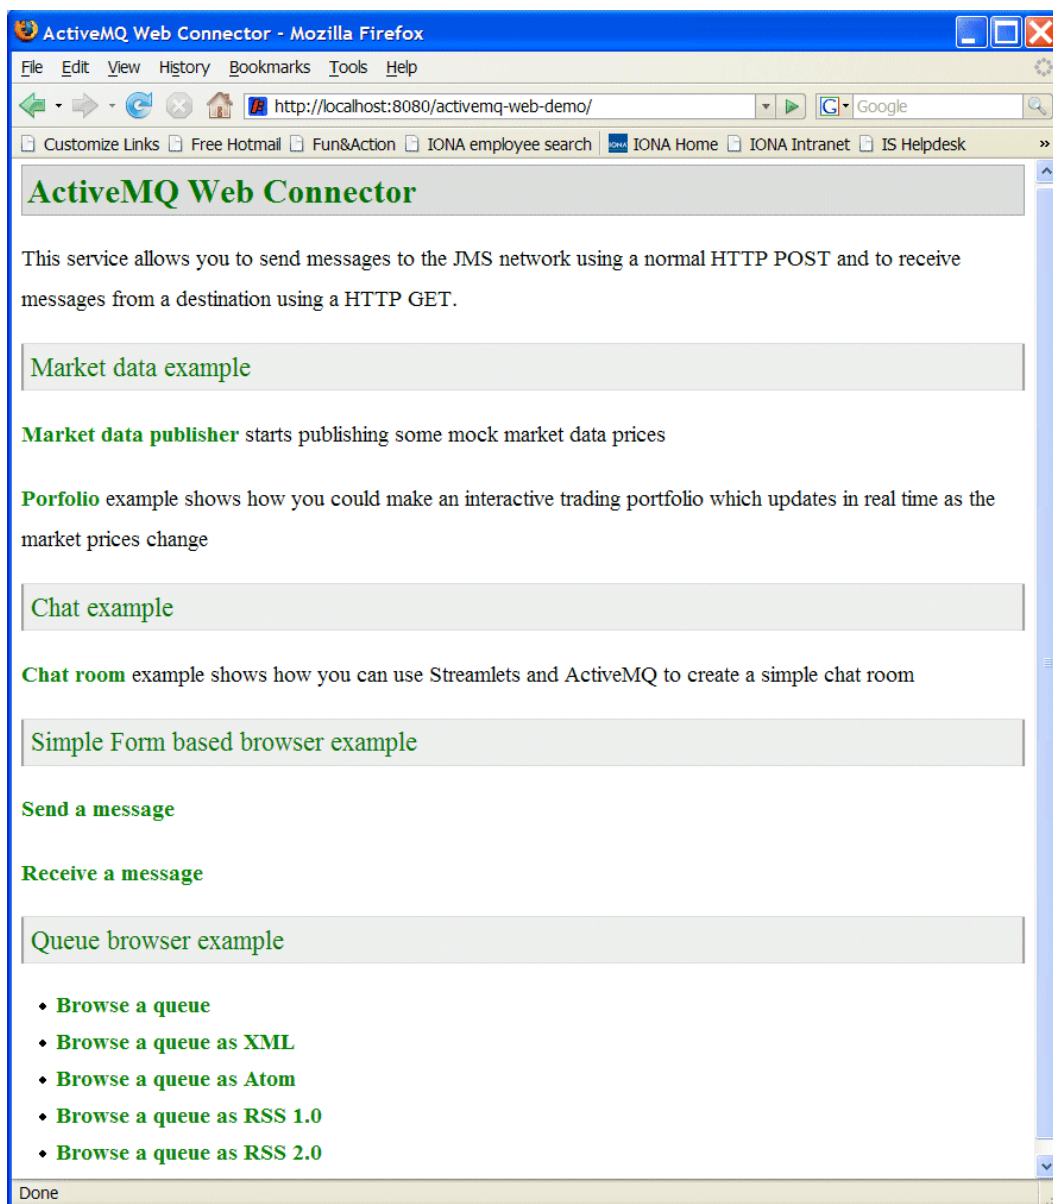 ActiveMQ Web Connector - Mozilla Firefox
File Edit View History Bookmarks Tools Help
http://localhost:8080/activemq-web-demo/ G Google
Customize Links Free Hotmail Fun&Action IONA employee search IONA IONA Home IONA Intranet IS Helpdesk »
ActiveMQ Web Connector
This service allows you to send messages to the JMS network using a normal HTTP POST and to receive
messages from a destination using a HTTP GET.
Market data example
Market data publisher starts publishing some mock market data prices
Porfolio example shows how you could make an interactive trading portfolio which updates in real time as the
market prices change
Chat example
Chat room example shows how you can use Streamlets and ActiveMQ to create a simple chat room
Simple Form based browser example
Send a message
Receive a message
Queue browser example
• Browse a queue
• Browse a queue as XML
• Browse a queue as Atom
• Browse a queue as RSS 1.0
• Browse a queue as RSS 2.0
Done